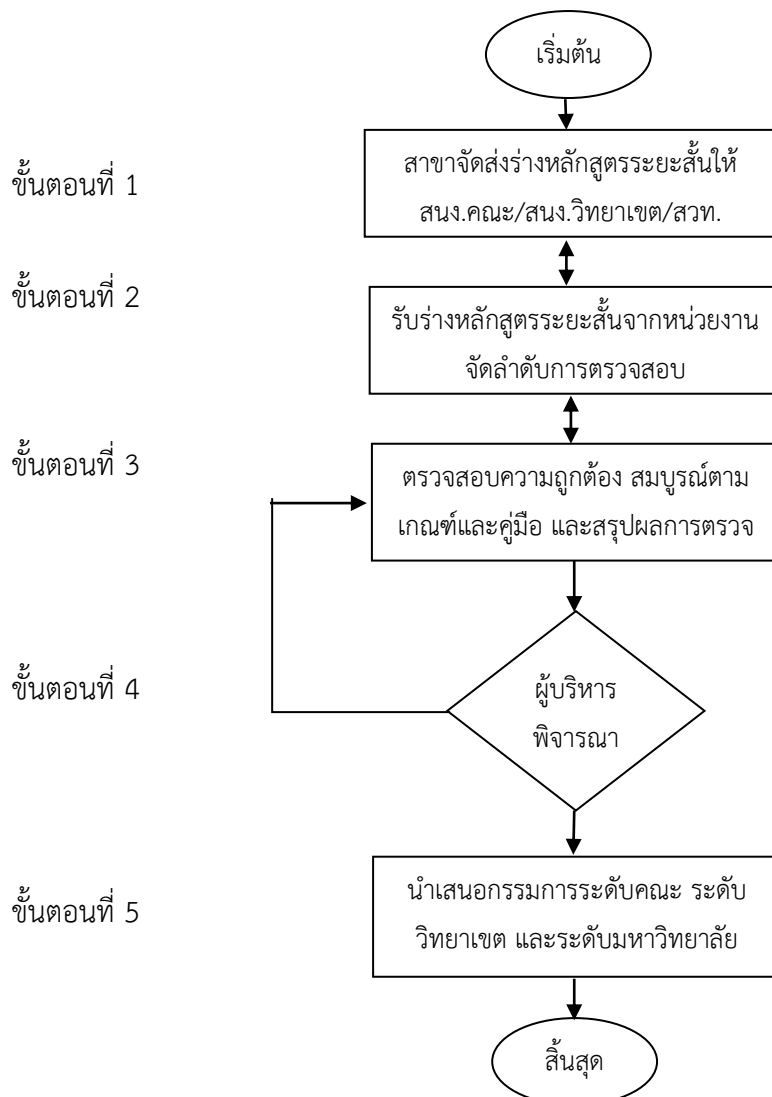 เริ่มต้น
ขั้นตอนที่ 1
สาขาจัดส่งร่างหลักสูตรระยะสั้นให้
สนง.คณะ/สนง.วิทยาเขต/สวท.
ขั้นตอนที่ 2
รับร่างหลักสูตรระยะสั้นจากหน่วยงาน
จัดลำดับการตรวจสอบ
ขั้นตอนที่ 3
ตรวจสอบความถูกต้อง สมบูรณ์ตาม
เกณฑ์และคู่มือ และสรุปผลการตรวจ
ขั้นตอนที่ 4
ผู้บริหาร
พิจารณา
ขั้นตอนที่ 5
นำเสนอกรรมการระดับคณะ ระดับ
วิทยาเขต และระดับมหาวิทยาลัย
สิ้นสุด